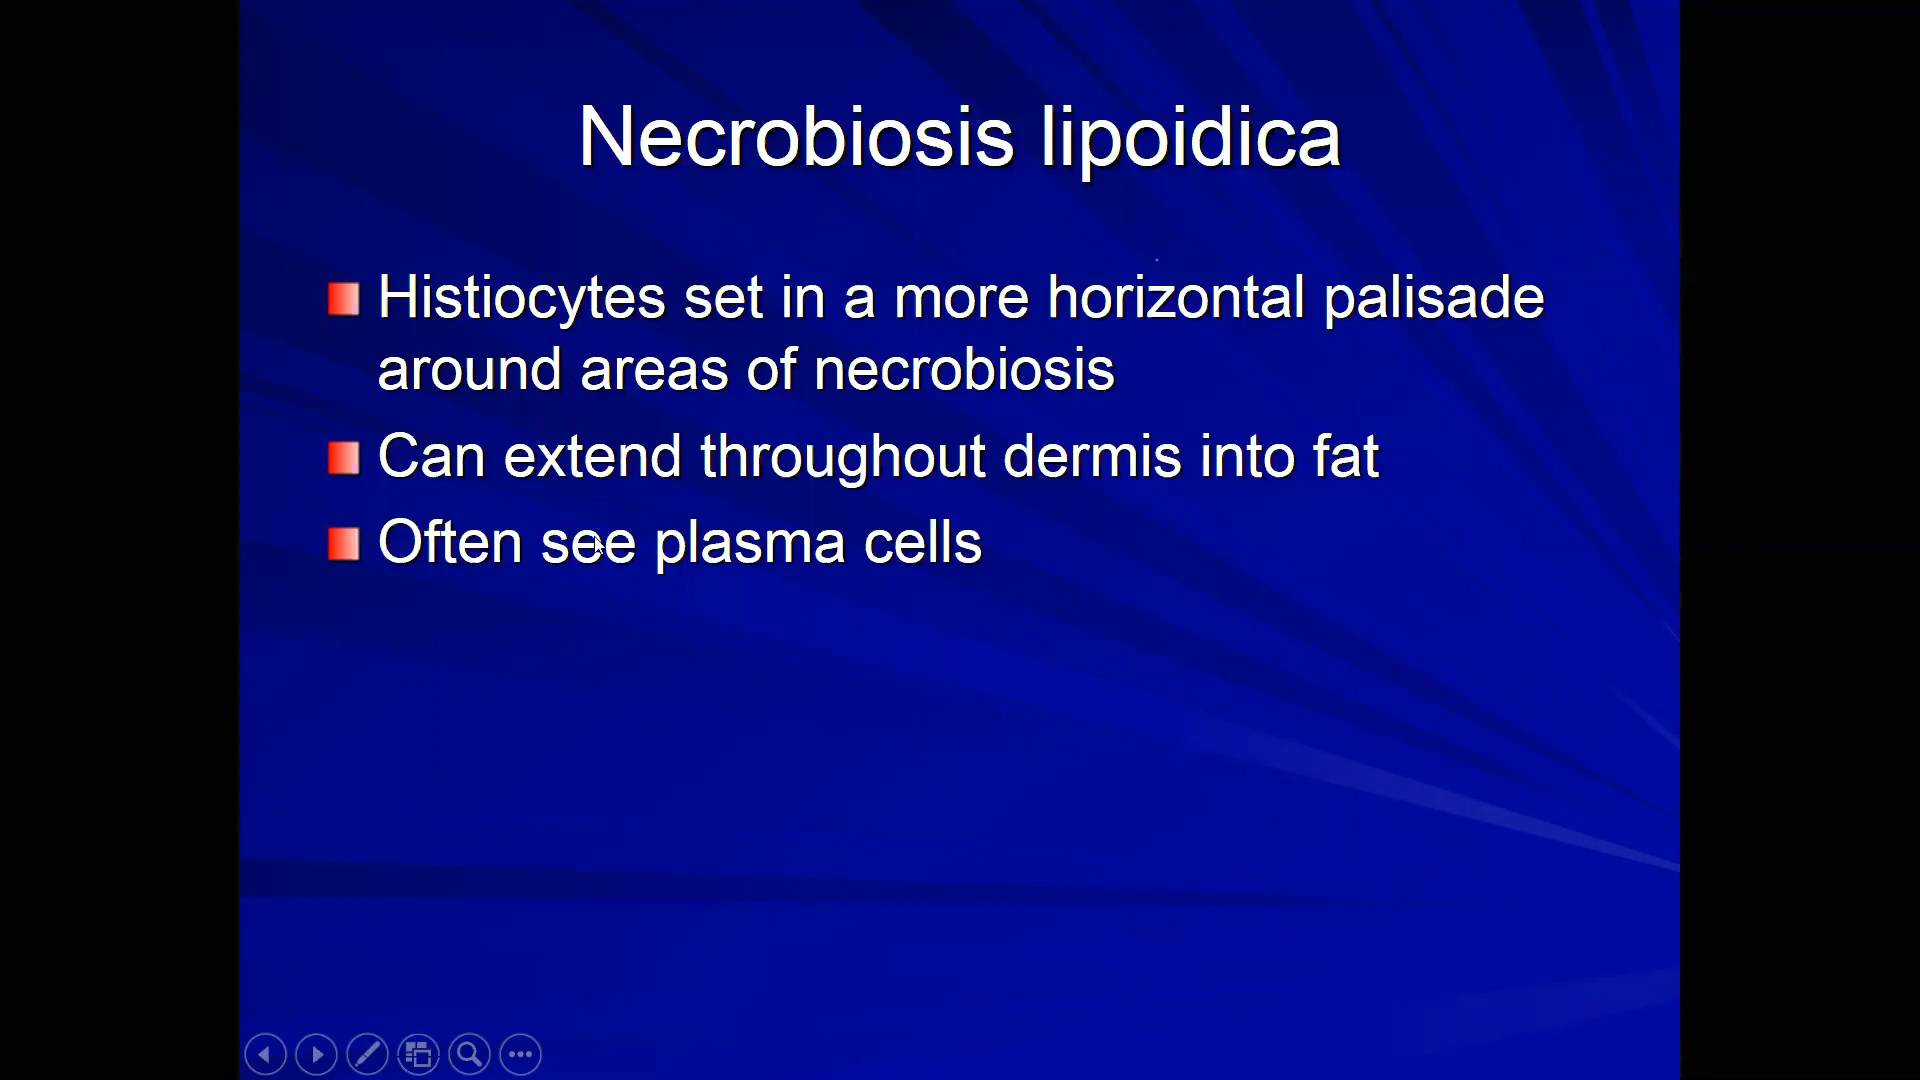 Necrobiosis lipoidica
Histiocytes set in a more horizontal palisade
around areas of necrobiosis
Can extend throughout dermis into fat
Often see plasma cells